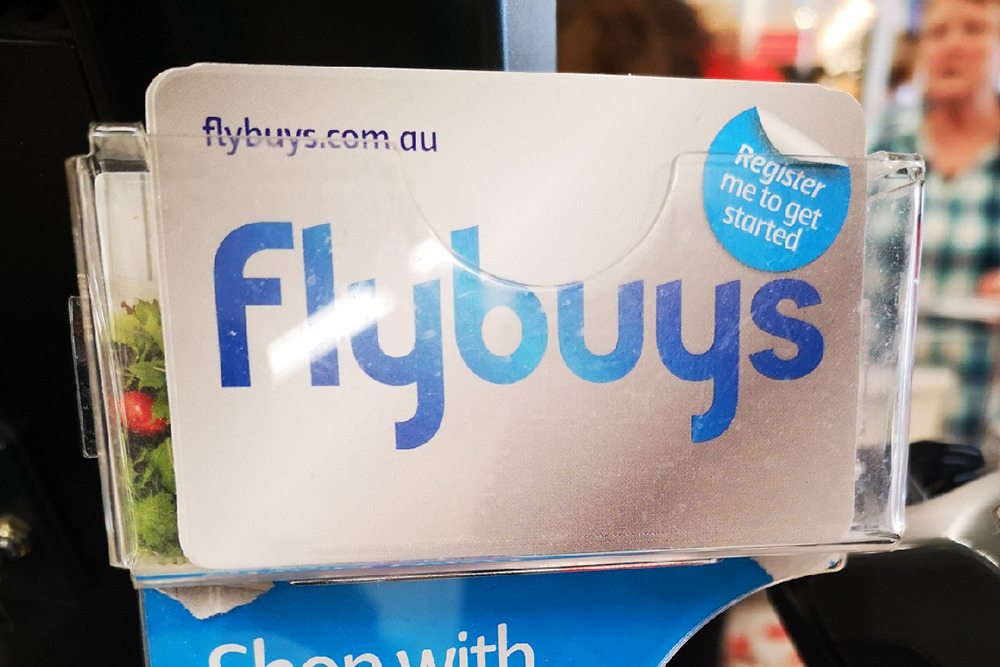 flybuys.com.au
flybuys
Register
me to get
started
Shop with